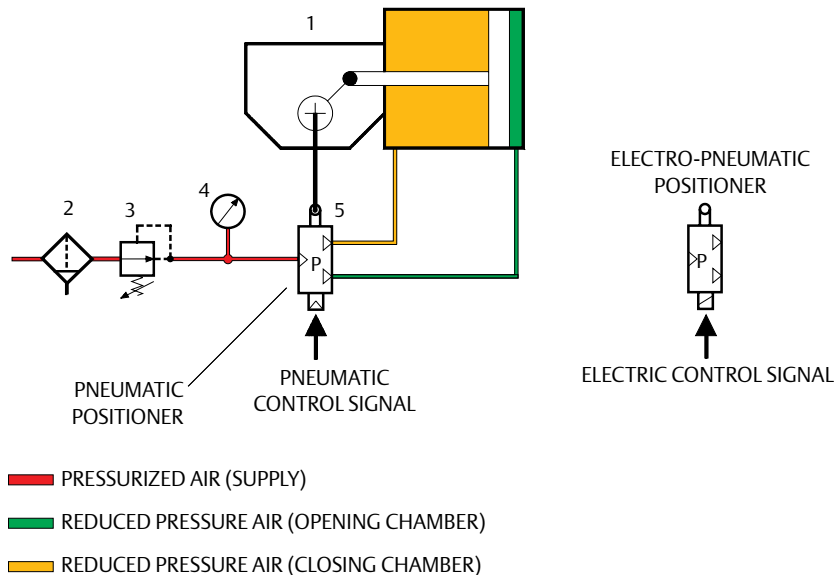 1
2
3
4
5
P
PNEUMATIC
POSITIONER
PNEUMATIC
CONTROL SIGNAL
ELECTRO-PNEUMATIC
POSITIONER
P
ELECTRIC CONTROL SIGNAL
PRESSURIZED AIR (SUPPLY)
REDUCED PRESSURE AIR (OPENING CHAMBER)
REDUCED PRESSURE AIR (CLOSING CHAMBER)